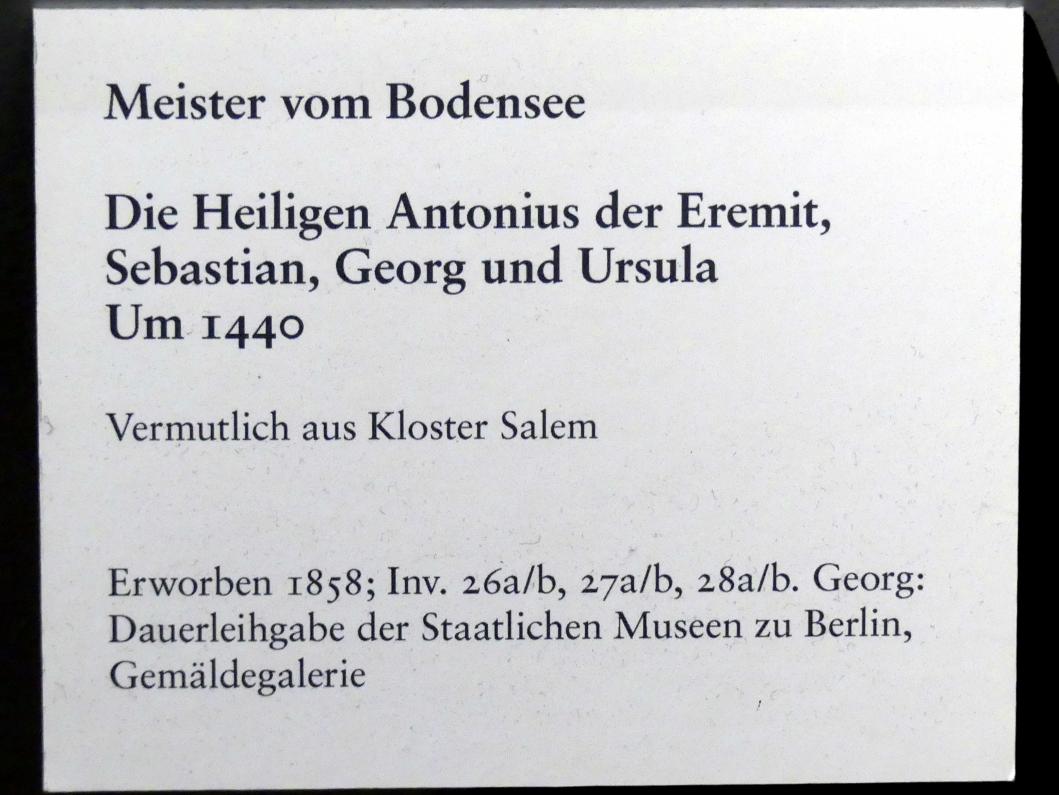 Meister vom Bodensee
Die Heiligen Antonius der Eremit,
Sebastian, Georg und Ursula
Um 1440
Vermutlich aus Kloster Salem
Erworben 1858; Inv. 26a/b, 27a/b, 28a/b. Georg:
Dauerleihgabe der Staatlichen Museen zu Berlin,
Gemäldegalerie